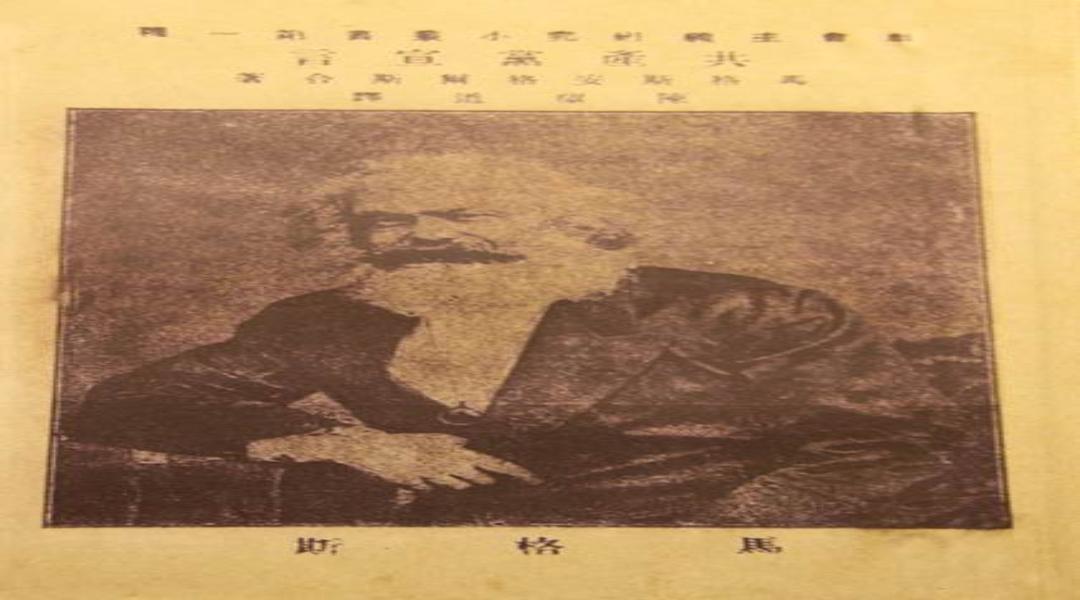 社會主義研究小叢書第一種
共產黨宣言
馬格斯安格爾斯合著
陳望道譯
馬格斯